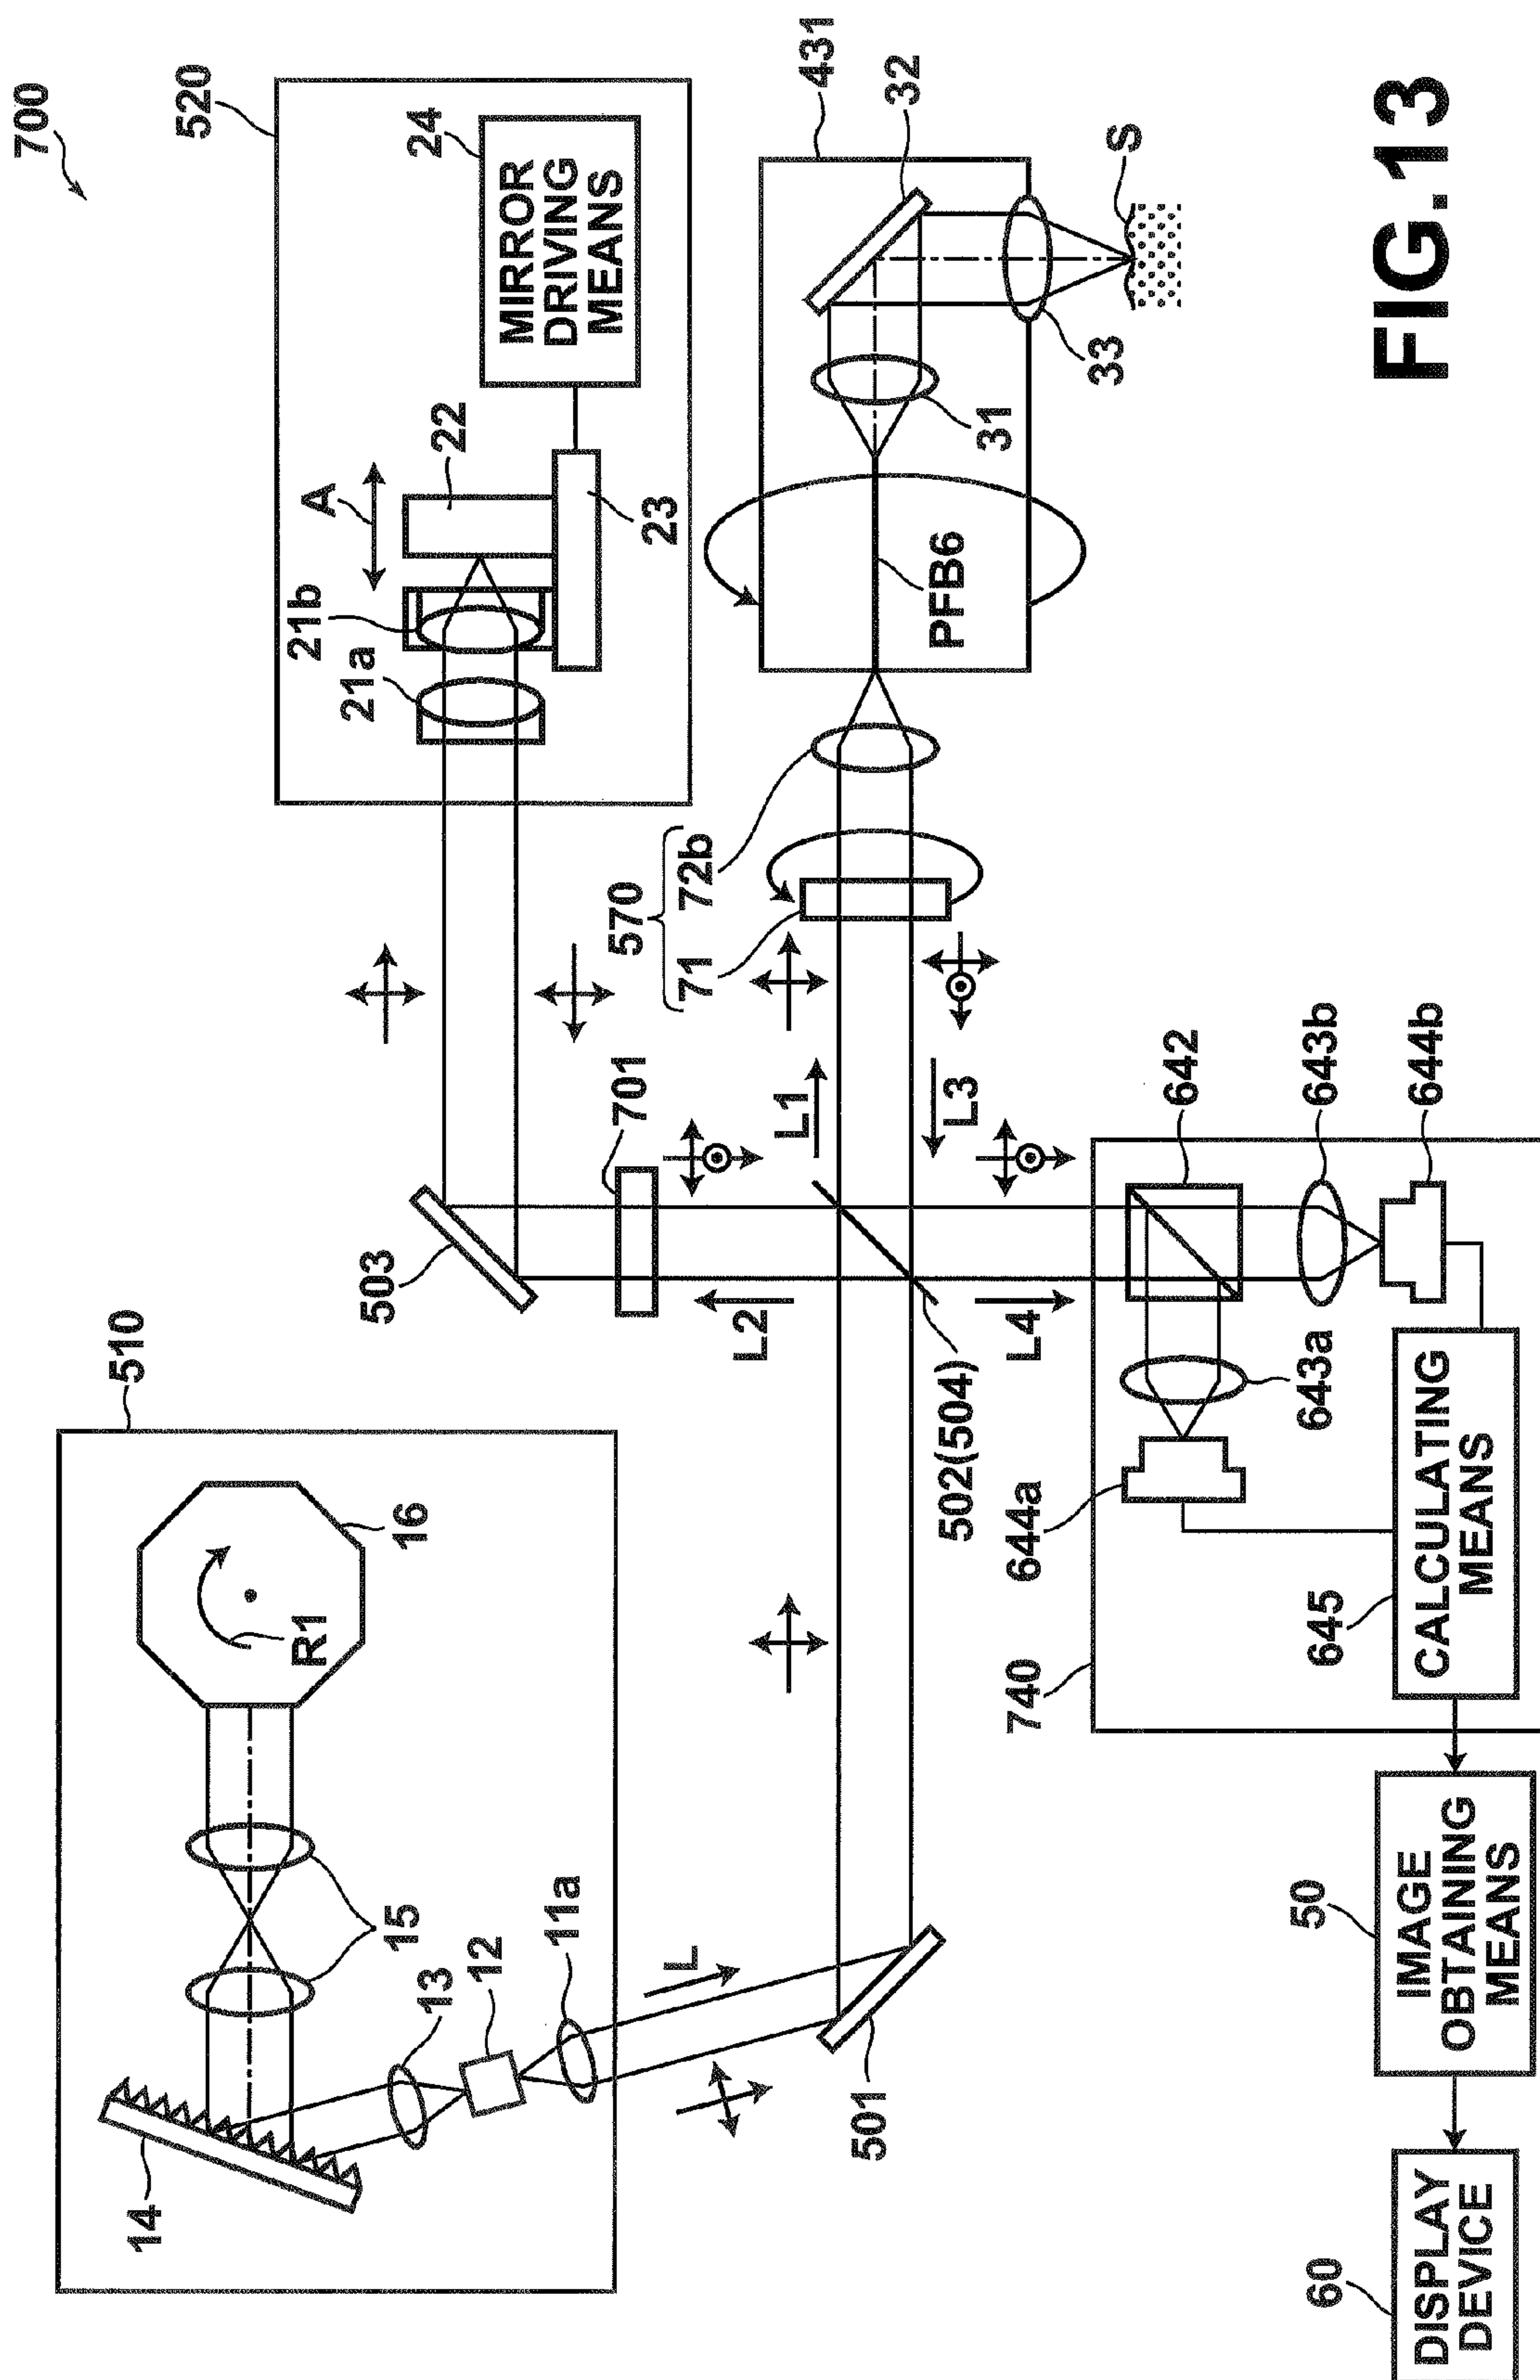 700
510
520
24
MIRROR
DRIVING
MEANS
A
22
21b
21a
23
16
R1
15
14
13
12
11a
L
503
701
570
71
72b
431
32
31
33
S
PFB6
L1
L2
L3
L4
501
502(504)
740
642
643b
644b
643a
644a
645
CALCULATING
MEANS
50
IMAGE
OBTAINING
MEANS
60
DISPLAY
DEVICE
FIG.13